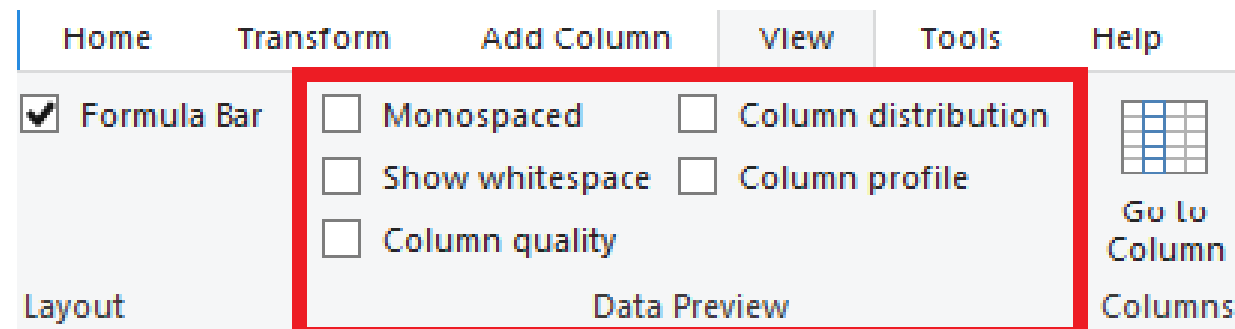 Home Transform Add Column View Tools Help
Formula Bar Monospaced Column distribution
Show whitespace Column profile
Column quality
Go to
Column
Layout Data Preview Columns